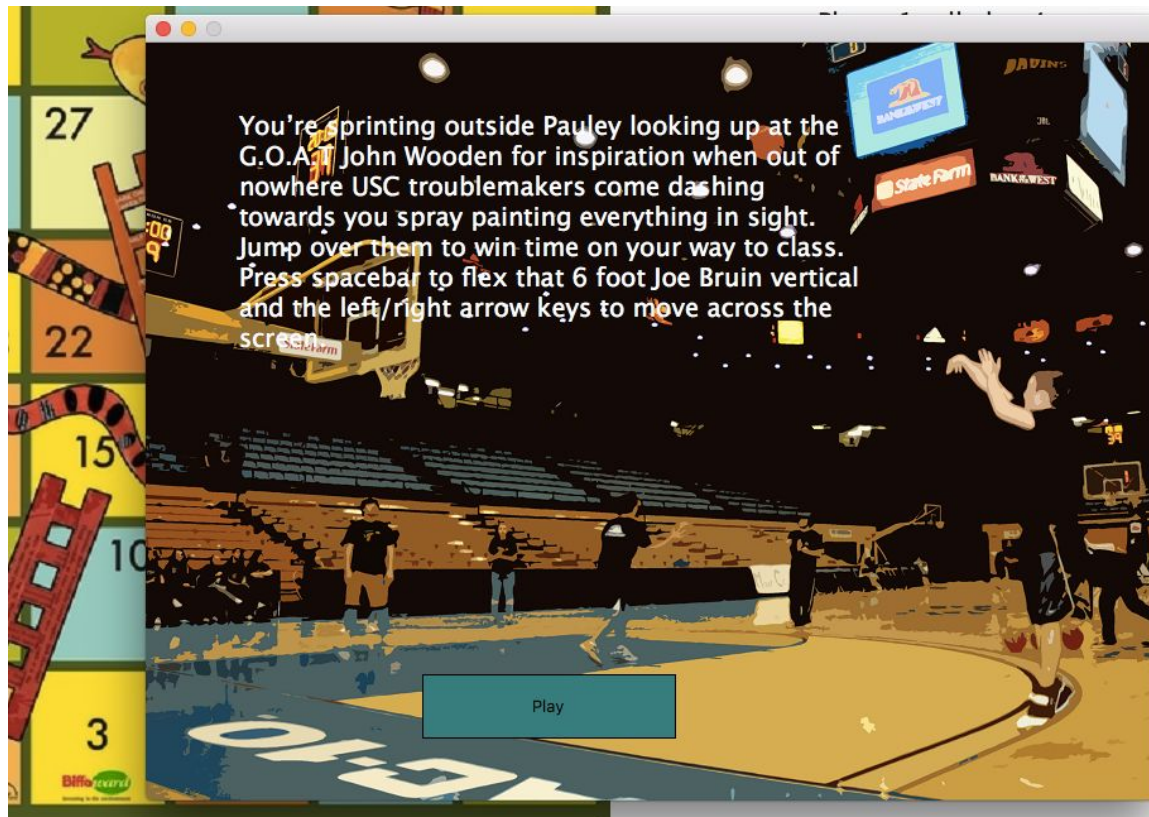 27
22
15
10
3
Biffaward
You're sprinting outside Pauley looking up at the
G.O.A.T John Wooden for inspiration when out of
nowhere USC troublemakers come dashing
towards you spray painting everything in sight.
Jump over them to win time on your way to class.
Press spacebar to flex that 6 foot Joe Bruin vertical
and the left/right arrow keys to move across the
screen.
BANK OF THE WEST
State Farm
BANK OF THE WEST
JBL
StateFarm
Play